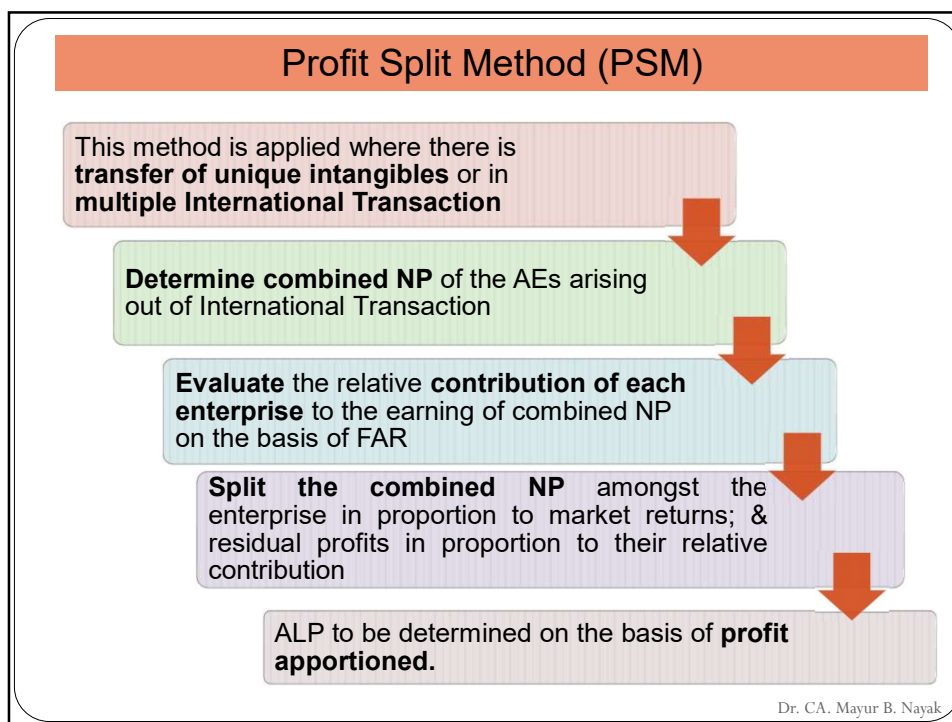 Profit Split Method (PSM)
This method is applied where there is
transfer of unique intangibles or in
multiple International Transaction
Determine combined NP of the AEs arising
out of International Transaction
Evaluate the relative contribution of each
enterprise to the earning of combined NP
on the basis of FAR
Split the combined NP amongst the
enterprise in proportion to market returns; &
residual profits in proportion to their relative
contribution
ALP to be determined on the basis of profit
apportioned.
Dr. CA. Mayur B. Nayak